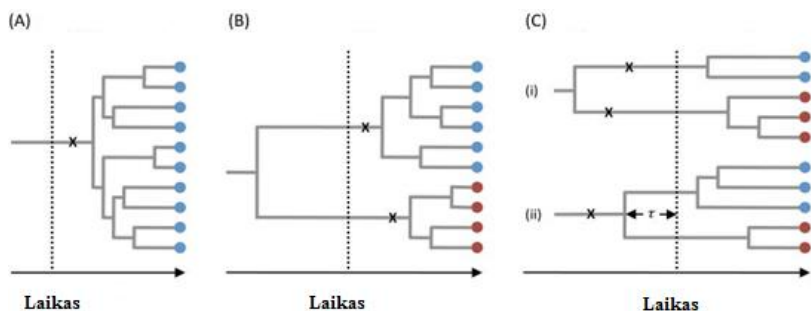 (A)
(B)
(C)
X
X
X
(i)
X
X
(ii)
X
τ
Laikas
Laikas
Laikas